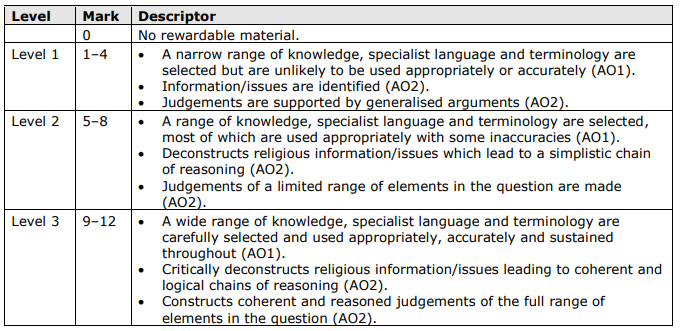 Level Mark Descriptor
0 No rewardable material.
Level 1 1–4 • A narrow range of knowledge, specialist language and terminology are
selected but are unlikely to be used appropriately or accurately (AO1).
• Information/issues are identified (AO2).
• Judgements are supported by generalised arguments (AO2).
Level 2 5–8 • A range of knowledge, specialist language and terminology are selected,
most of which are used appropriately with some inaccuracies (AO1).
• Deconstructs religious information/issues which lead to a simplistic chain
of reasoning (AO2).
• Judgements of a limited range of elements in the question are made
(AO2).
Level 3 9–12 • A wide range of knowledge, specialist language and terminology are
carefully selected and used appropriately, accurately and sustained
throughout (AO1).
• Critically deconstructs religious information/issues leading to coherent and
logical chains of reasoning (AO2).
• Constructs coherent and reasoned judgements of the full range of
elements in the question (AO2).